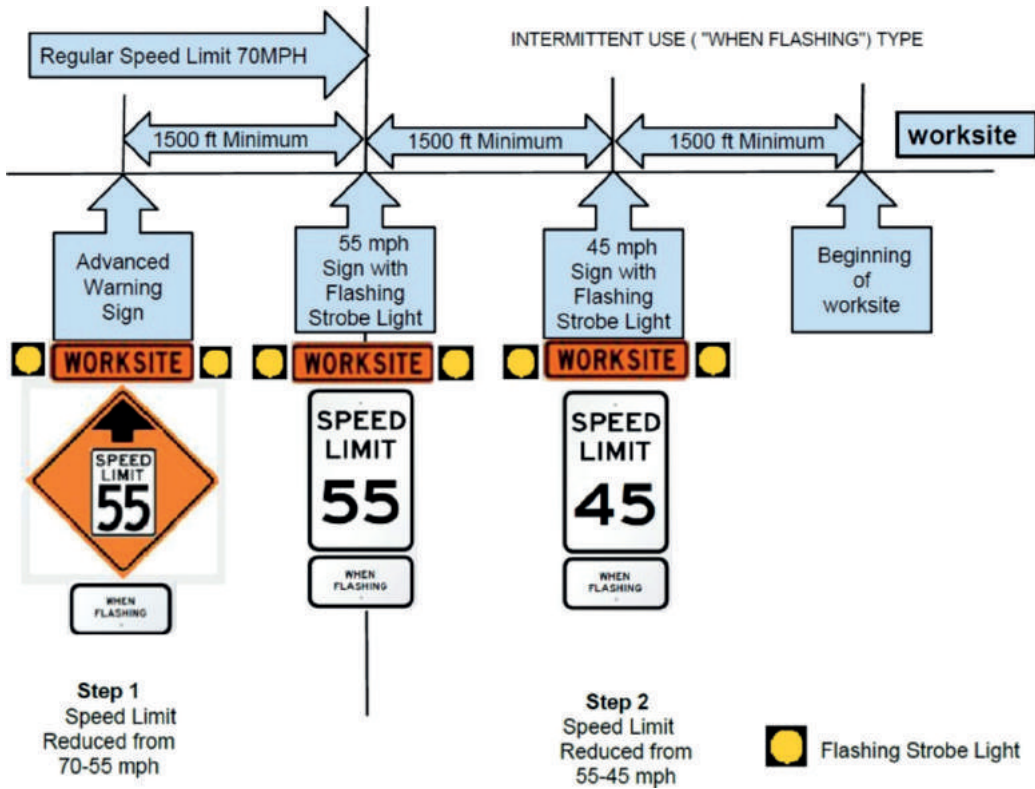 Regular Speed Limit 70MPH
INTERMITTENT USE ( "WHEN FLASHING") TYPE
1500 ft Minimum
1500 ft Minimum
1500 ft Minimum
worksite
Advanced
Warning
Sign
55 mph
Sign with
Flashing
Strobe Light
45 mph
Sign with
Flashing
Strobe Light
Beginning
of
worksite
WORKSITE
SPEED
LIMIT
55
WHEN
FLASHING
WORKSITE
SPEED
LIMIT
55
WHEN
FLASHING
WORKSITE
SPEED
LIMIT
45
WHEN
FLASHING
Step 1
Speed Limit
Reduced from
70-55 mph
Step 2
Speed Limit
Reduced from
55-45 mph
Flashing Strobe Light